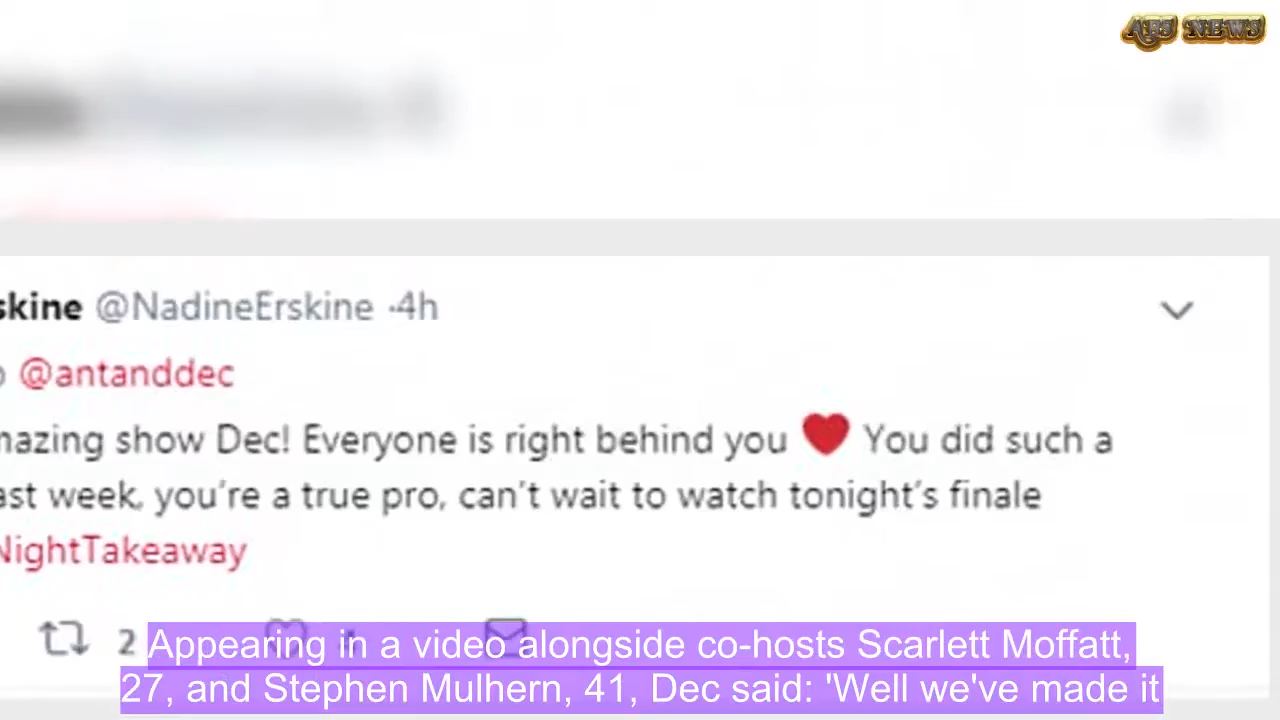 ABS NEWS
skine @NadineErskine ·4h
@antanddec
mazing show Dec! Everyone is right behind you ❤ You did such a
ast week, you're a true pro, can't wait to watch tonight's finale
NightTakeaway
2
Appearing in a video alongside co-hosts Scarlett Moffatt,
27, and Stephen Mulhern, 41, Dec said: 'Well we've made it